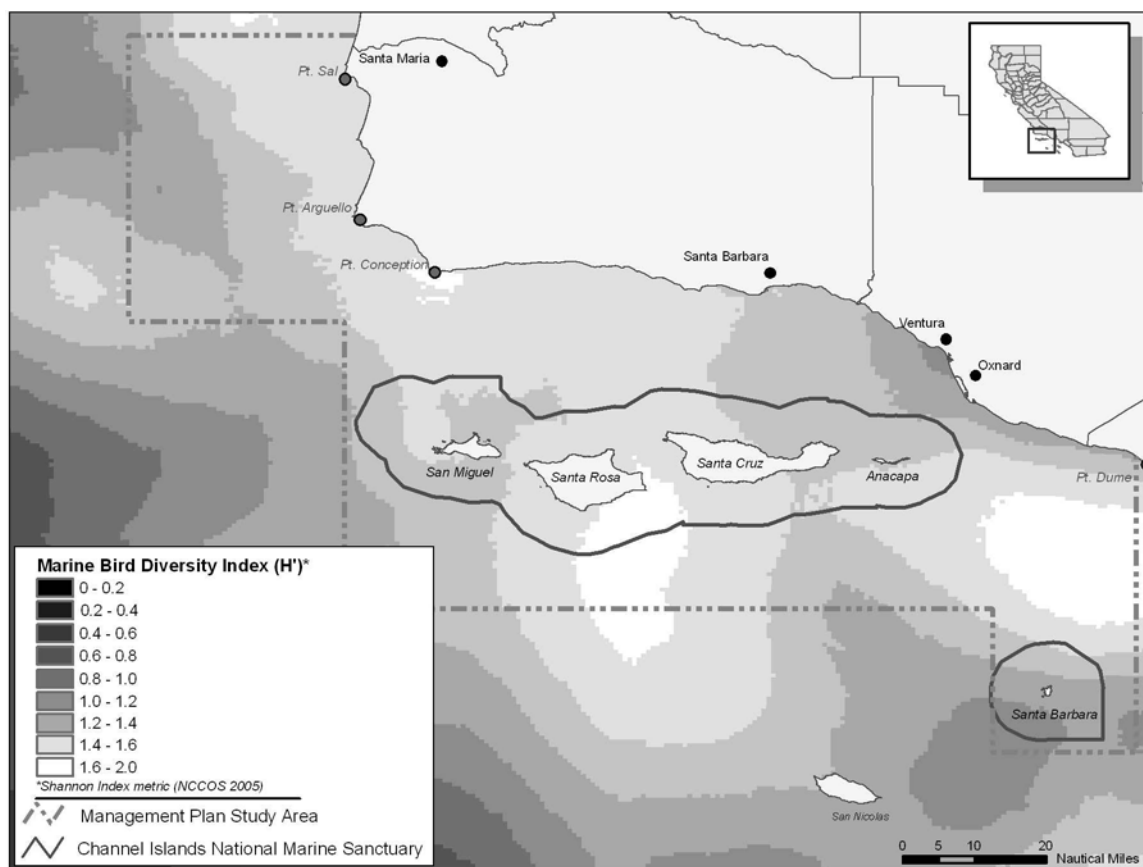 Santa Maria
Pt. Sal
Pt. Arguello
Pt. Conception
Santa Barbara
Ventura
Oxnard
San Miguel
Santa Rosa
Santa Cruz
Anacapa
Pt. Dume
Santa Barbara
San Nicolas
Marine Bird Diversity Index (H')*
0 - 0.2
0.2 - 0.4
0.4 - 0.6
0.6 - 0.8
0.8 - 1.0
1.0 - 1.2
1.2 - 1.4
1.4 - 1.6
1.6 - 2.0
*Shannon Index metric (NCCOS 2005)
Management Plan Study Area
Channel Islands National Marine Sanctuary
0 5 10 20
Nautical Miles